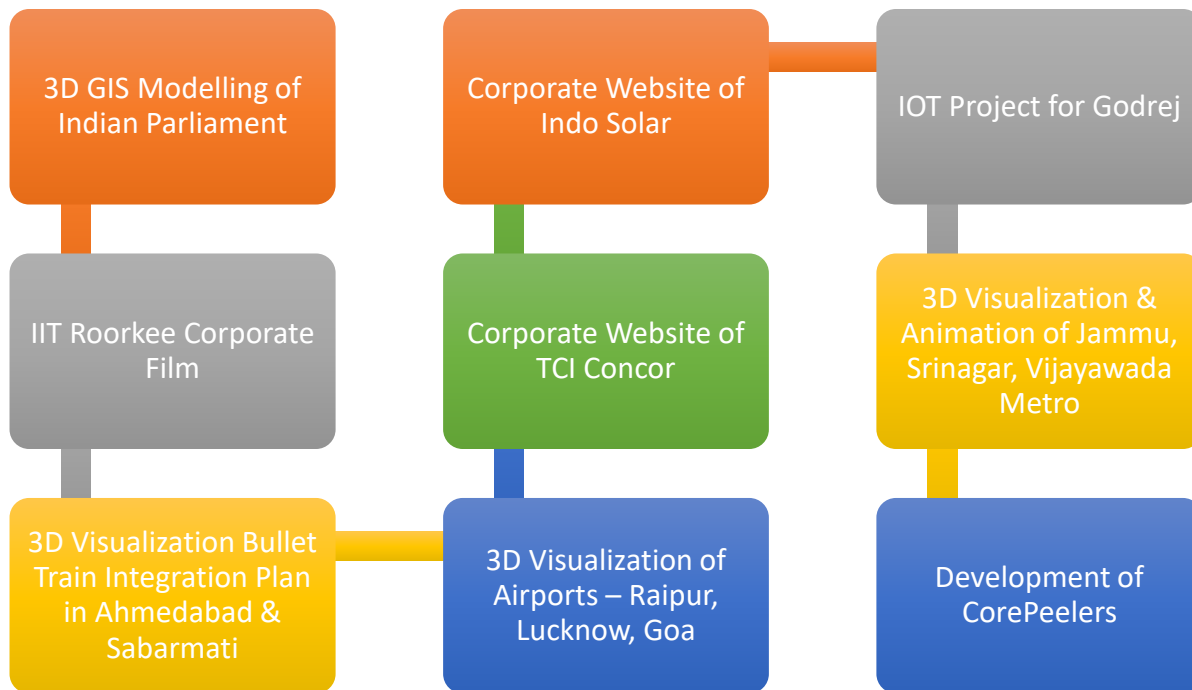 3D GIS Modelling of
Indian Parliament
IIT Roorkee Corporate
Film
3D Visualization Bullet
Train Integration Plan
in Ahmedabad &
Sabarmati
3D Visualization of
Airports – Raipur,
Lucknow, Goa
Corporate Website of
TCI Concor
Corporate Website of
Indo Solar
IOT Project for Godrej
3D Visualization &
Animation of Jammu,
Srinagar, Vijayawada
Metro
Development of
CorePeelers